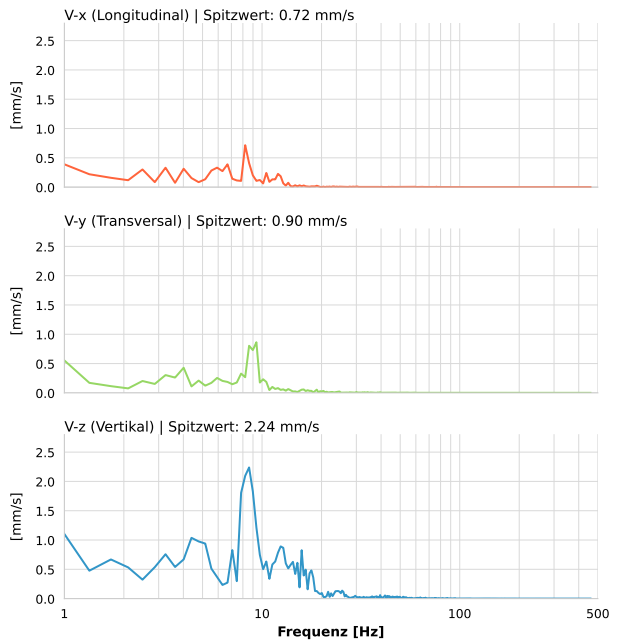 V-x (Longitudinal) | Spitzwert: 0.72 mm/s
2.5
2.0
1.5
1.0
0.5
0.0
[mm/s]
V-y (Transversal) | Spitzwert: 0.90 mm/s
2.5
2.0
1.5
1.0
0.5
0.0
[mm/s]
V-z (Vertikal) | Spitzwert: 2.24 mm/s
2.5
2.0
1.5
1.0
0.5
0.0
[mm/s]
1 10 100 500
Frequenz [Hz]